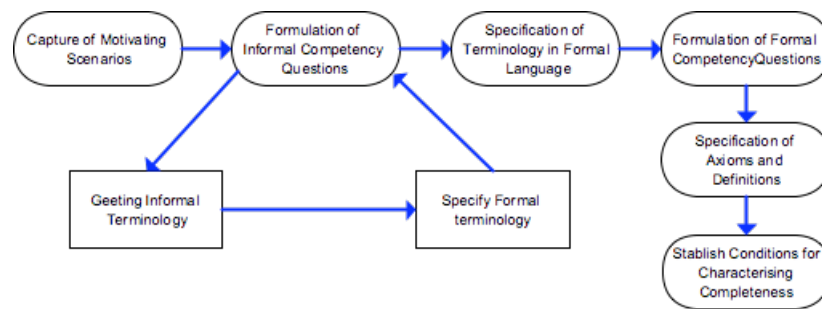 Capture of Motivating
Scenarios
Formulation of
Informal Competency
Questions
Specification of
Terminology in Formal
Language
Formulation of Formal
CompetencyQuestions
Specification of
Axioms and
Definitions
Geeting Informal
Terminology
Specify Formal
terminology
Stablish Conditions for
Characterising
Completeness